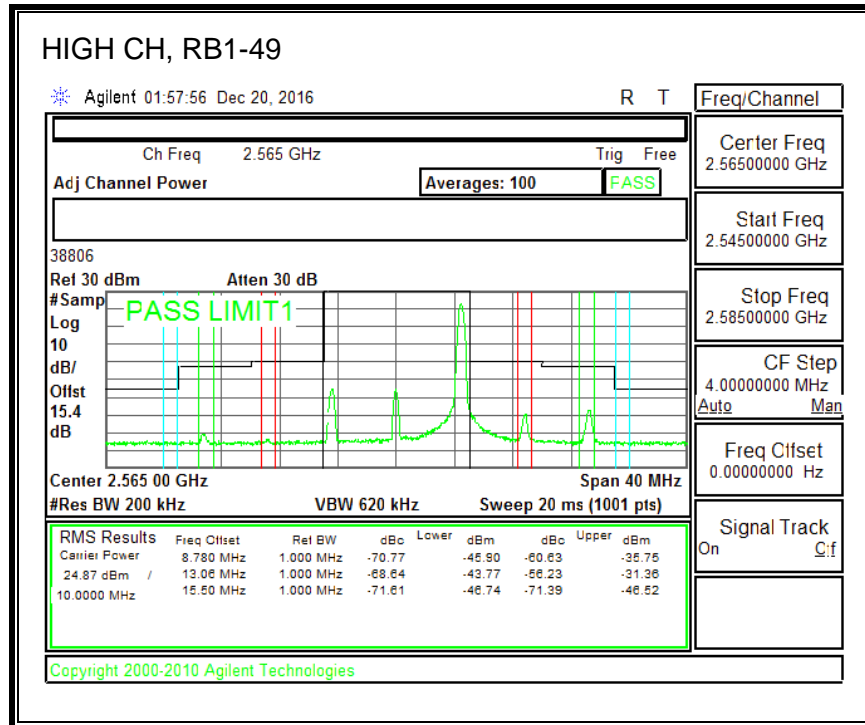 HIGH CH, RB1-49
Agilent 01:57:56 Dec 20, 2016 R T
Freq/Channel
Ch Freq 2.565 GHz Trig Free
Adj Channel Power Averages: 100 PASS
Center Freq
2.56500000 GHz
Start Freq
2.54500000 GHz
Stop Freq
2.58500000 GHz
CF Step
4.00000000 MHz
Auto Man
Freq Offset
0.00000000 Hz
Signal Track
On Off
38806
Ref 30 dBm Atten 30 dB
#Samp
Log
10
dB/
Offst
15.4
dB
PASS LIMIT1
Center 2.565 00 GHz Span 40 MHz
#Res BW 200 kHz VBW 620 kHz Sweep 20 ms (1001 pts)
RMS Results Freq Offset Ref BW dBc Lower dBm dBc Upper dBm
Carrier Power 8.780 MHz 1.000 MHz -70.77 -45.90 -60.63 -35.75
24.87 dBm / 13.06 MHz 1.000 MHz -68.64 -43.77 -56.23 -31.36
10.0000 MHz 15.50 MHz 1.000 MHz -71.61 -46.74 -71.39 -46.52
Copyright 2000-2010 Agilent Technologies